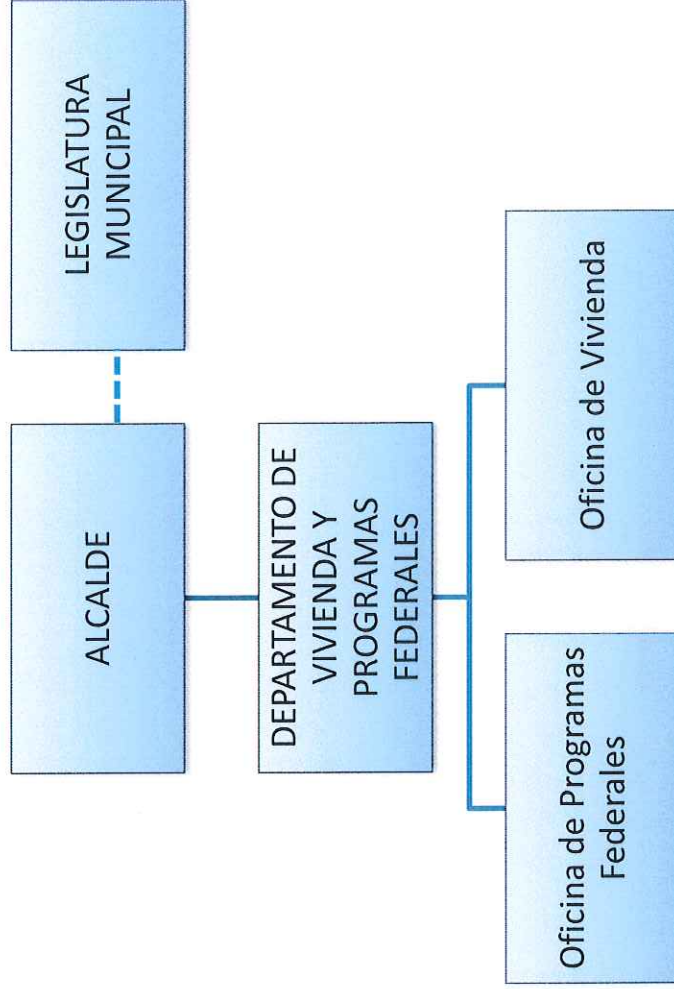 ALCALDE
LEGISLATURA
MUNICIPAL
DEPARTAMENTO DE
VIVIENDA Y
PROGRAMAS
FEDERALES
Oficina de Programas
Federales
Oficina de Vivienda